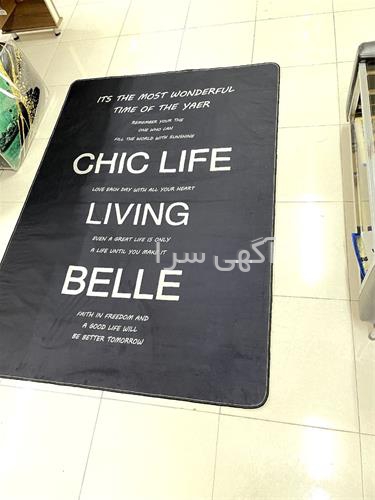 ITS THE MOST WONDERFUL
TIME OF THE YAER
REMEMBER YOUR THE
ONE WHO CAN
FILL THE WORLD WITH SUNSHINE
CHIC LIFE
LOVE EACH DAY WITH ALL YOUR HEART
LIVING
EVEN A GREAT LIFE IS ONLY
A LIFE UNTIL YOU MAKE IT
آگهی سرا
BELLE
FAITH IN FREEDOM AND
A GOOD LIFE WILL
BE BETTER TOMORROW